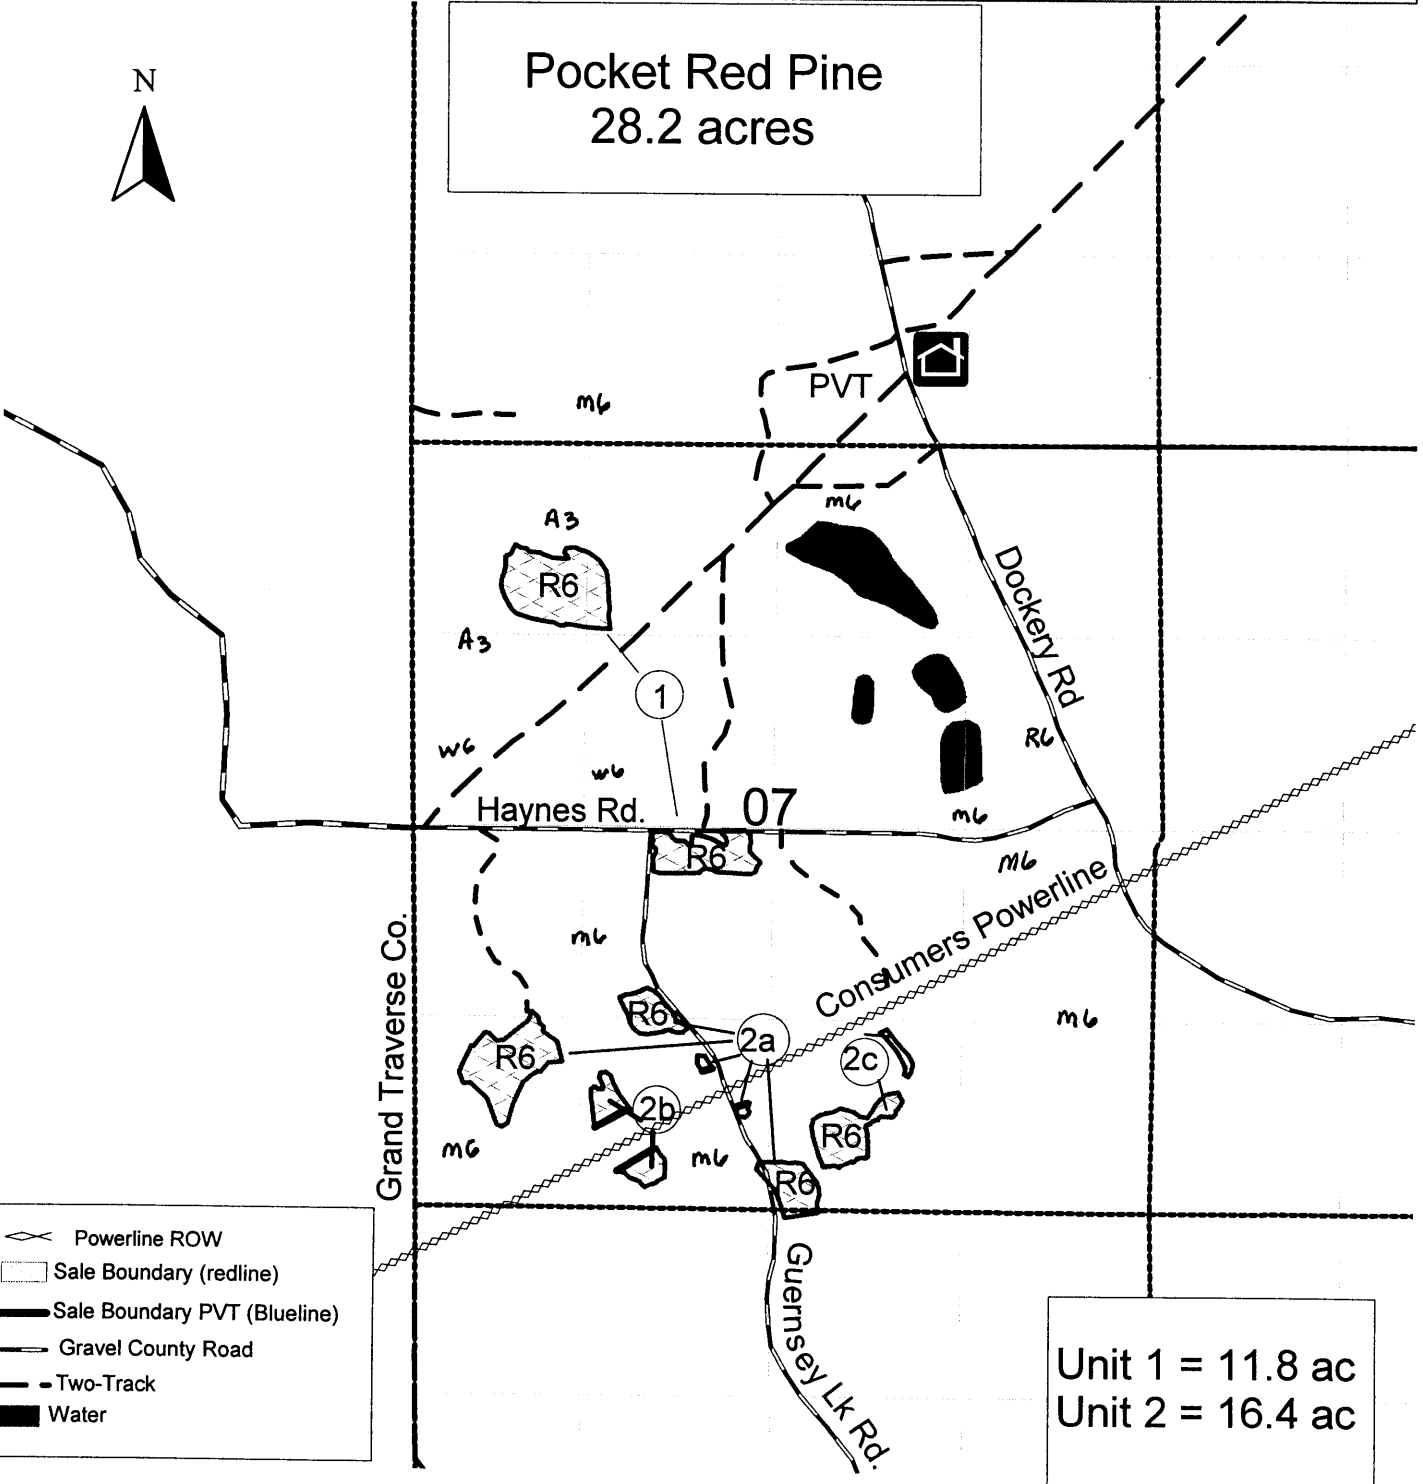 Pocket Red Pine
28.2 acres
N
PVT
m6
m6
A3
R6
A3
Dockery Rd
1
R6
w6
w6
Haynes Rd.
07
m6
R6
m6
Consumers Powerline
m6
Grand Traverse Co.
R6
m6
2a
R6
2c
2b
R6
m6
m6
R6
Guernsey Lk Rd.
Powerline ROW
Sale Boundary (redline)
Sale Boundary PVT (Blueline)
Gravel County Road
Two-Track
Water
Unit 1 = 11.8 ac
Unit 2 = 16.4 ac